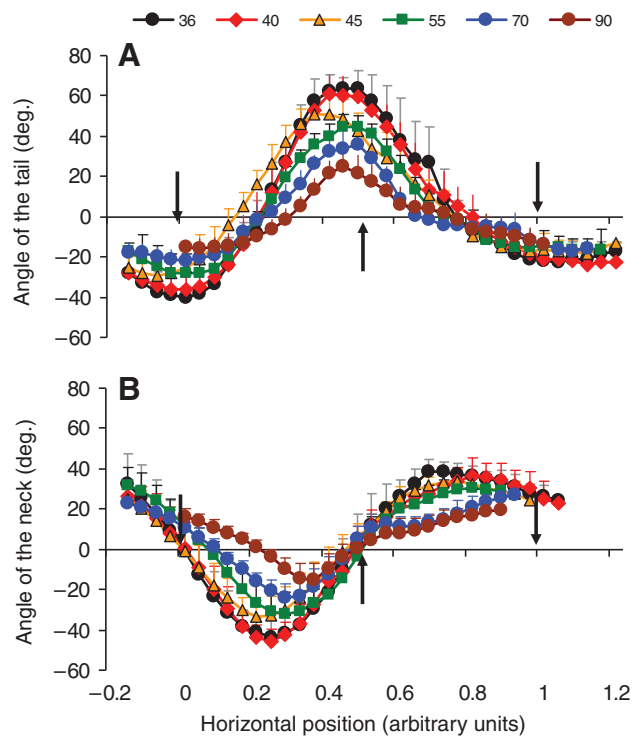 36 40 45 55 70 90
A
Angle of the tail (deg.)
80
60
40
20
0
−20
−40
−60
B
Angle of the neck (deg.)
80
60
40
20
0
−20
−40
−60
−0.2 0 0.2 0.4 0.6 0.8 1 1.2
Horizontal position (arbitrary units)